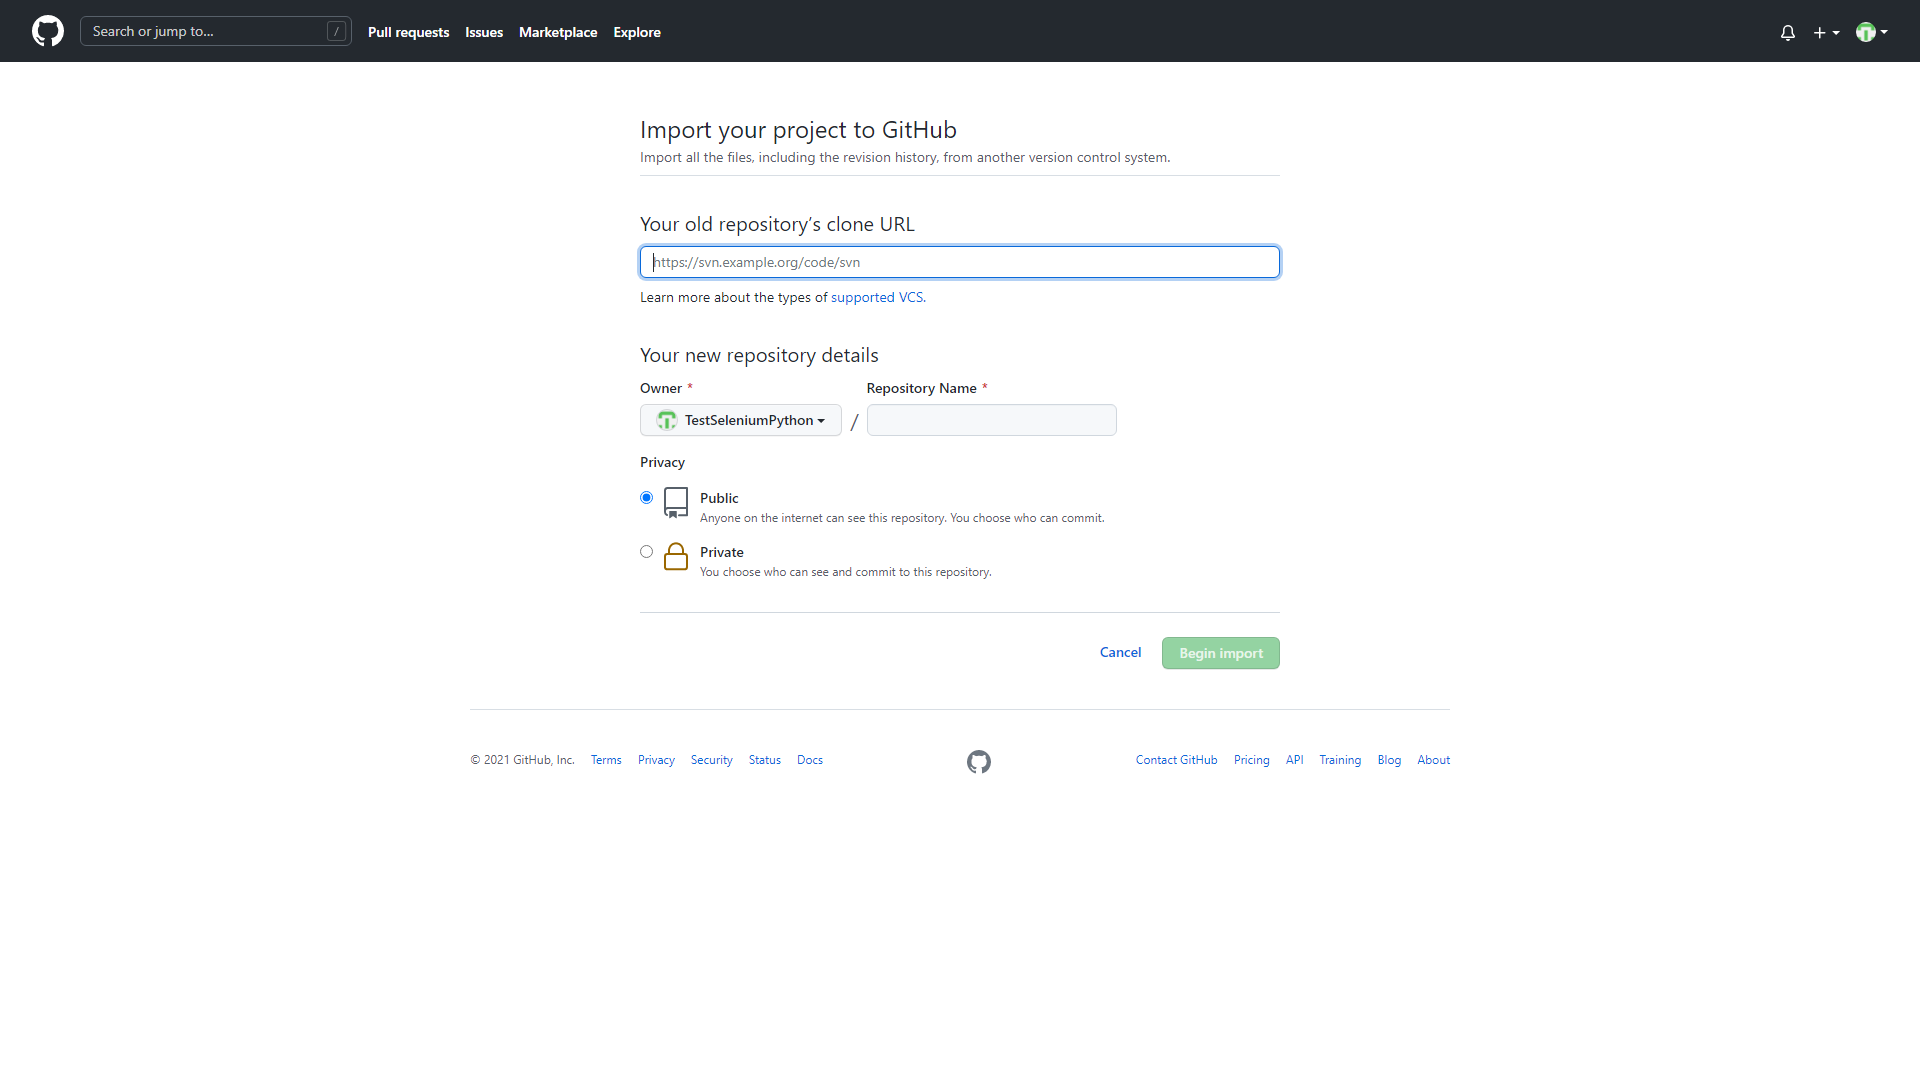 Search or jump to... /
Pull requests Issues Marketplace Explore
Import your project to GitHub
Import all the files, including the revision history, from another version control system.
Your old repository’s clone URL
https://svn.example.org/code/svn
Learn more about the types of supported VCS.
Your new repository details
Owner * Repository Name *
TestSeleniumPython /
Privacy
Public
Anyone on the internet can see this repository. You choose who can commit.
Private
You choose who can see and commit to this repository.
Cancel Begin import
© 2021 GitHub, Inc. Terms Privacy Security Status Docs Contact GitHub Pricing API Training Blog About